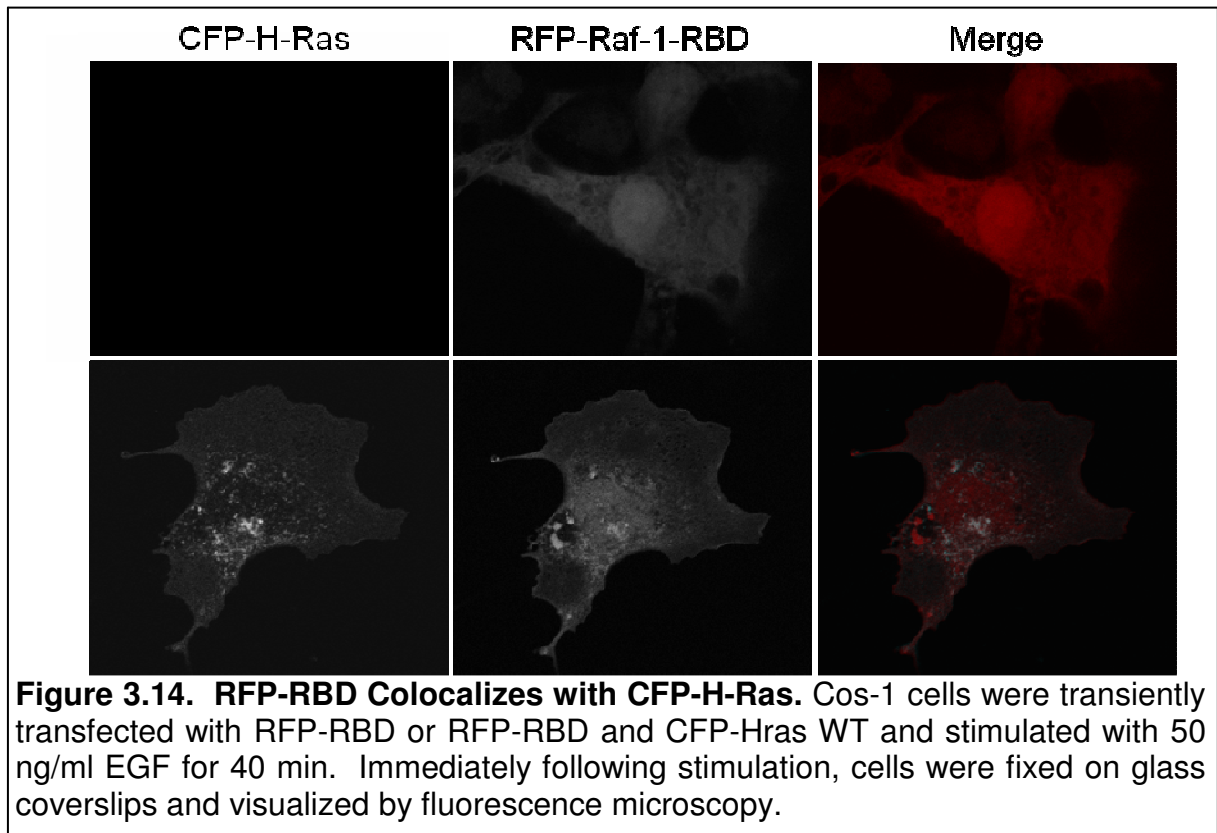 CFP-H-Ras RFP-Raf-1-RBD Merge
Figure 3.14. RFP-RBD Colocalizes with CFP-H-Ras. Cos-1 cells were transiently
transfected with RFP-RBD or RFP-RBD and CFP-Hras WT and stimulated with 50
ng/ml EGF for 40 min. Immediately following stimulation, cells were fixed on glass
coverslips and visualized by fluorescence microscopy.